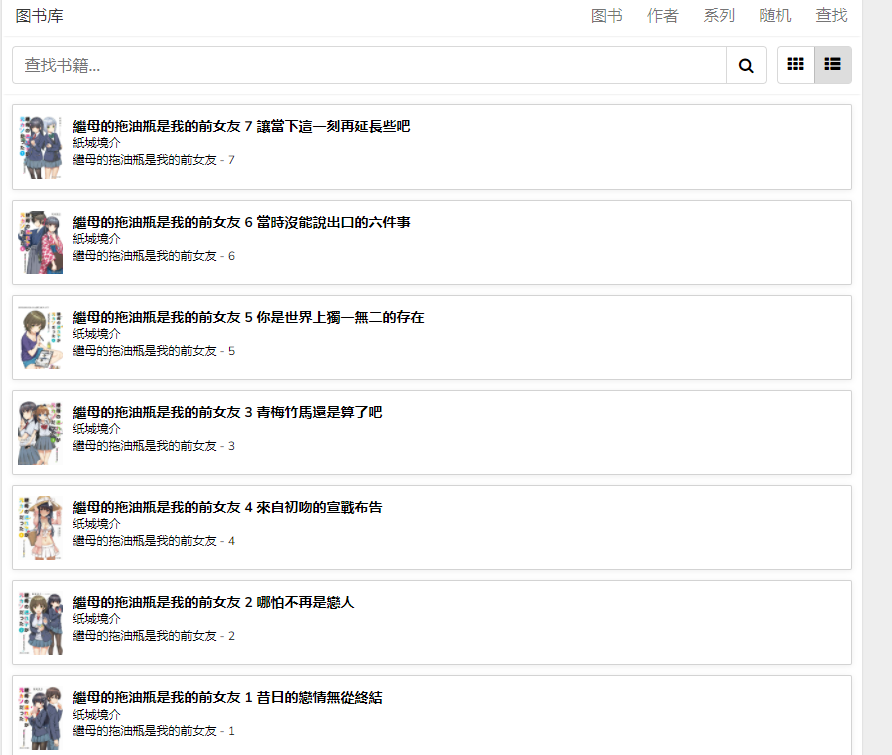 图书库
图书 作者 系列 随机 查找
查找书籍...
繼母的拖油瓶是我的前女友 7 讓當下這一刻再延長些吧
紙城境介
繼母的拖油瓶是我的前女友 - 7
繼母的拖油瓶是我的前女友 6 當時沒能說出口的六件事
紙城境介
繼母的拖油瓶是我的前女友 - 6
繼母的拖油瓶是我的前女友 5 你是世界上獨一無二的存在
纸城境介
繼母的拖油瓶是我的前女友 - 5
繼母的拖油瓶是我的前女友 3 青梅竹馬還是算了吧
纸城境介
繼母的拖油瓶是我的前女友 - 3
繼母的拖油瓶是我的前女友 4 來自初吻的宣戰布告
纸城境介
繼母的拖油瓶是我的前女友 - 4
繼母的拖油瓶是我的前女友 2 哪怕不再是戀人
纸城境介
繼母的拖油瓶是我的前女友 - 2
繼母的拖油瓶是我的前女友 1 昔日的戀情無從終結
纸城境介
繼母的拖油瓶是我的前女友 - 1